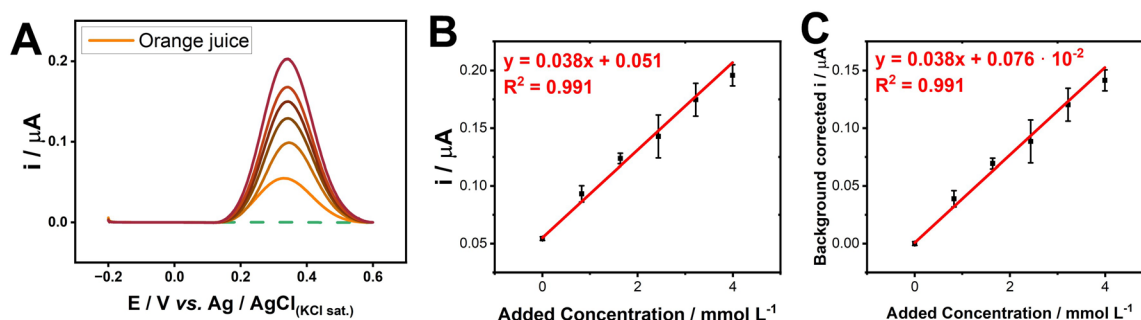 A
Orange juice
0.2
0.1
0.0
i / μA
−0.2
0.0
0.2
0.4
0.6
E / V vs. Ag / AgCl(KCl sat.)
B
y = 0.038x + 0.051
R² = 0.991
0.20
0.15
0.10
0.05
i / μA
0
2
4
Added Concentration / mmol L⁻¹
C
y = 0.038x + 0.076 · 10⁻²
R² = 0.991
0.15
0.10
0.05
0.00
Background corrected i / μA
0
2
4
Added Concentration / mmol L⁻¹